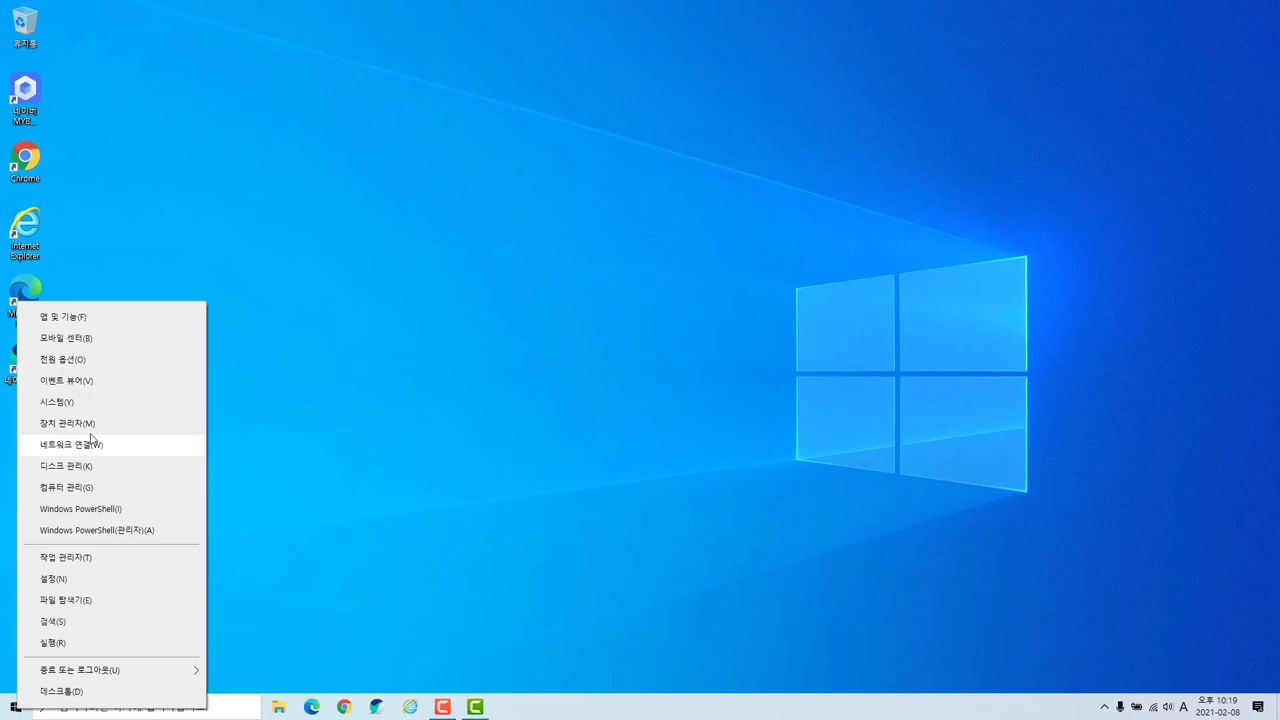 휴지통
네이버
MYB...
Chrome
Internet
Explorer
앱 및 기능(F)
모바일 센터(B)
전원 옵션(O)
이벤트 뷰어(V)
시스템(Y)
장치 관리자(M)
네트워크 연결(W)
디스크 관리(K)
컴퓨터 관리(G)
Windows PowerShell(I)
Windows PowerShell(관리자)(A)
작업 관리자(T)
설정(N)
파일 탐색기(E)
검색(S)
실행(R)
종료 또는 로그아웃(U)
데스크톱(D)
A
오후 10:19
2021-02-08